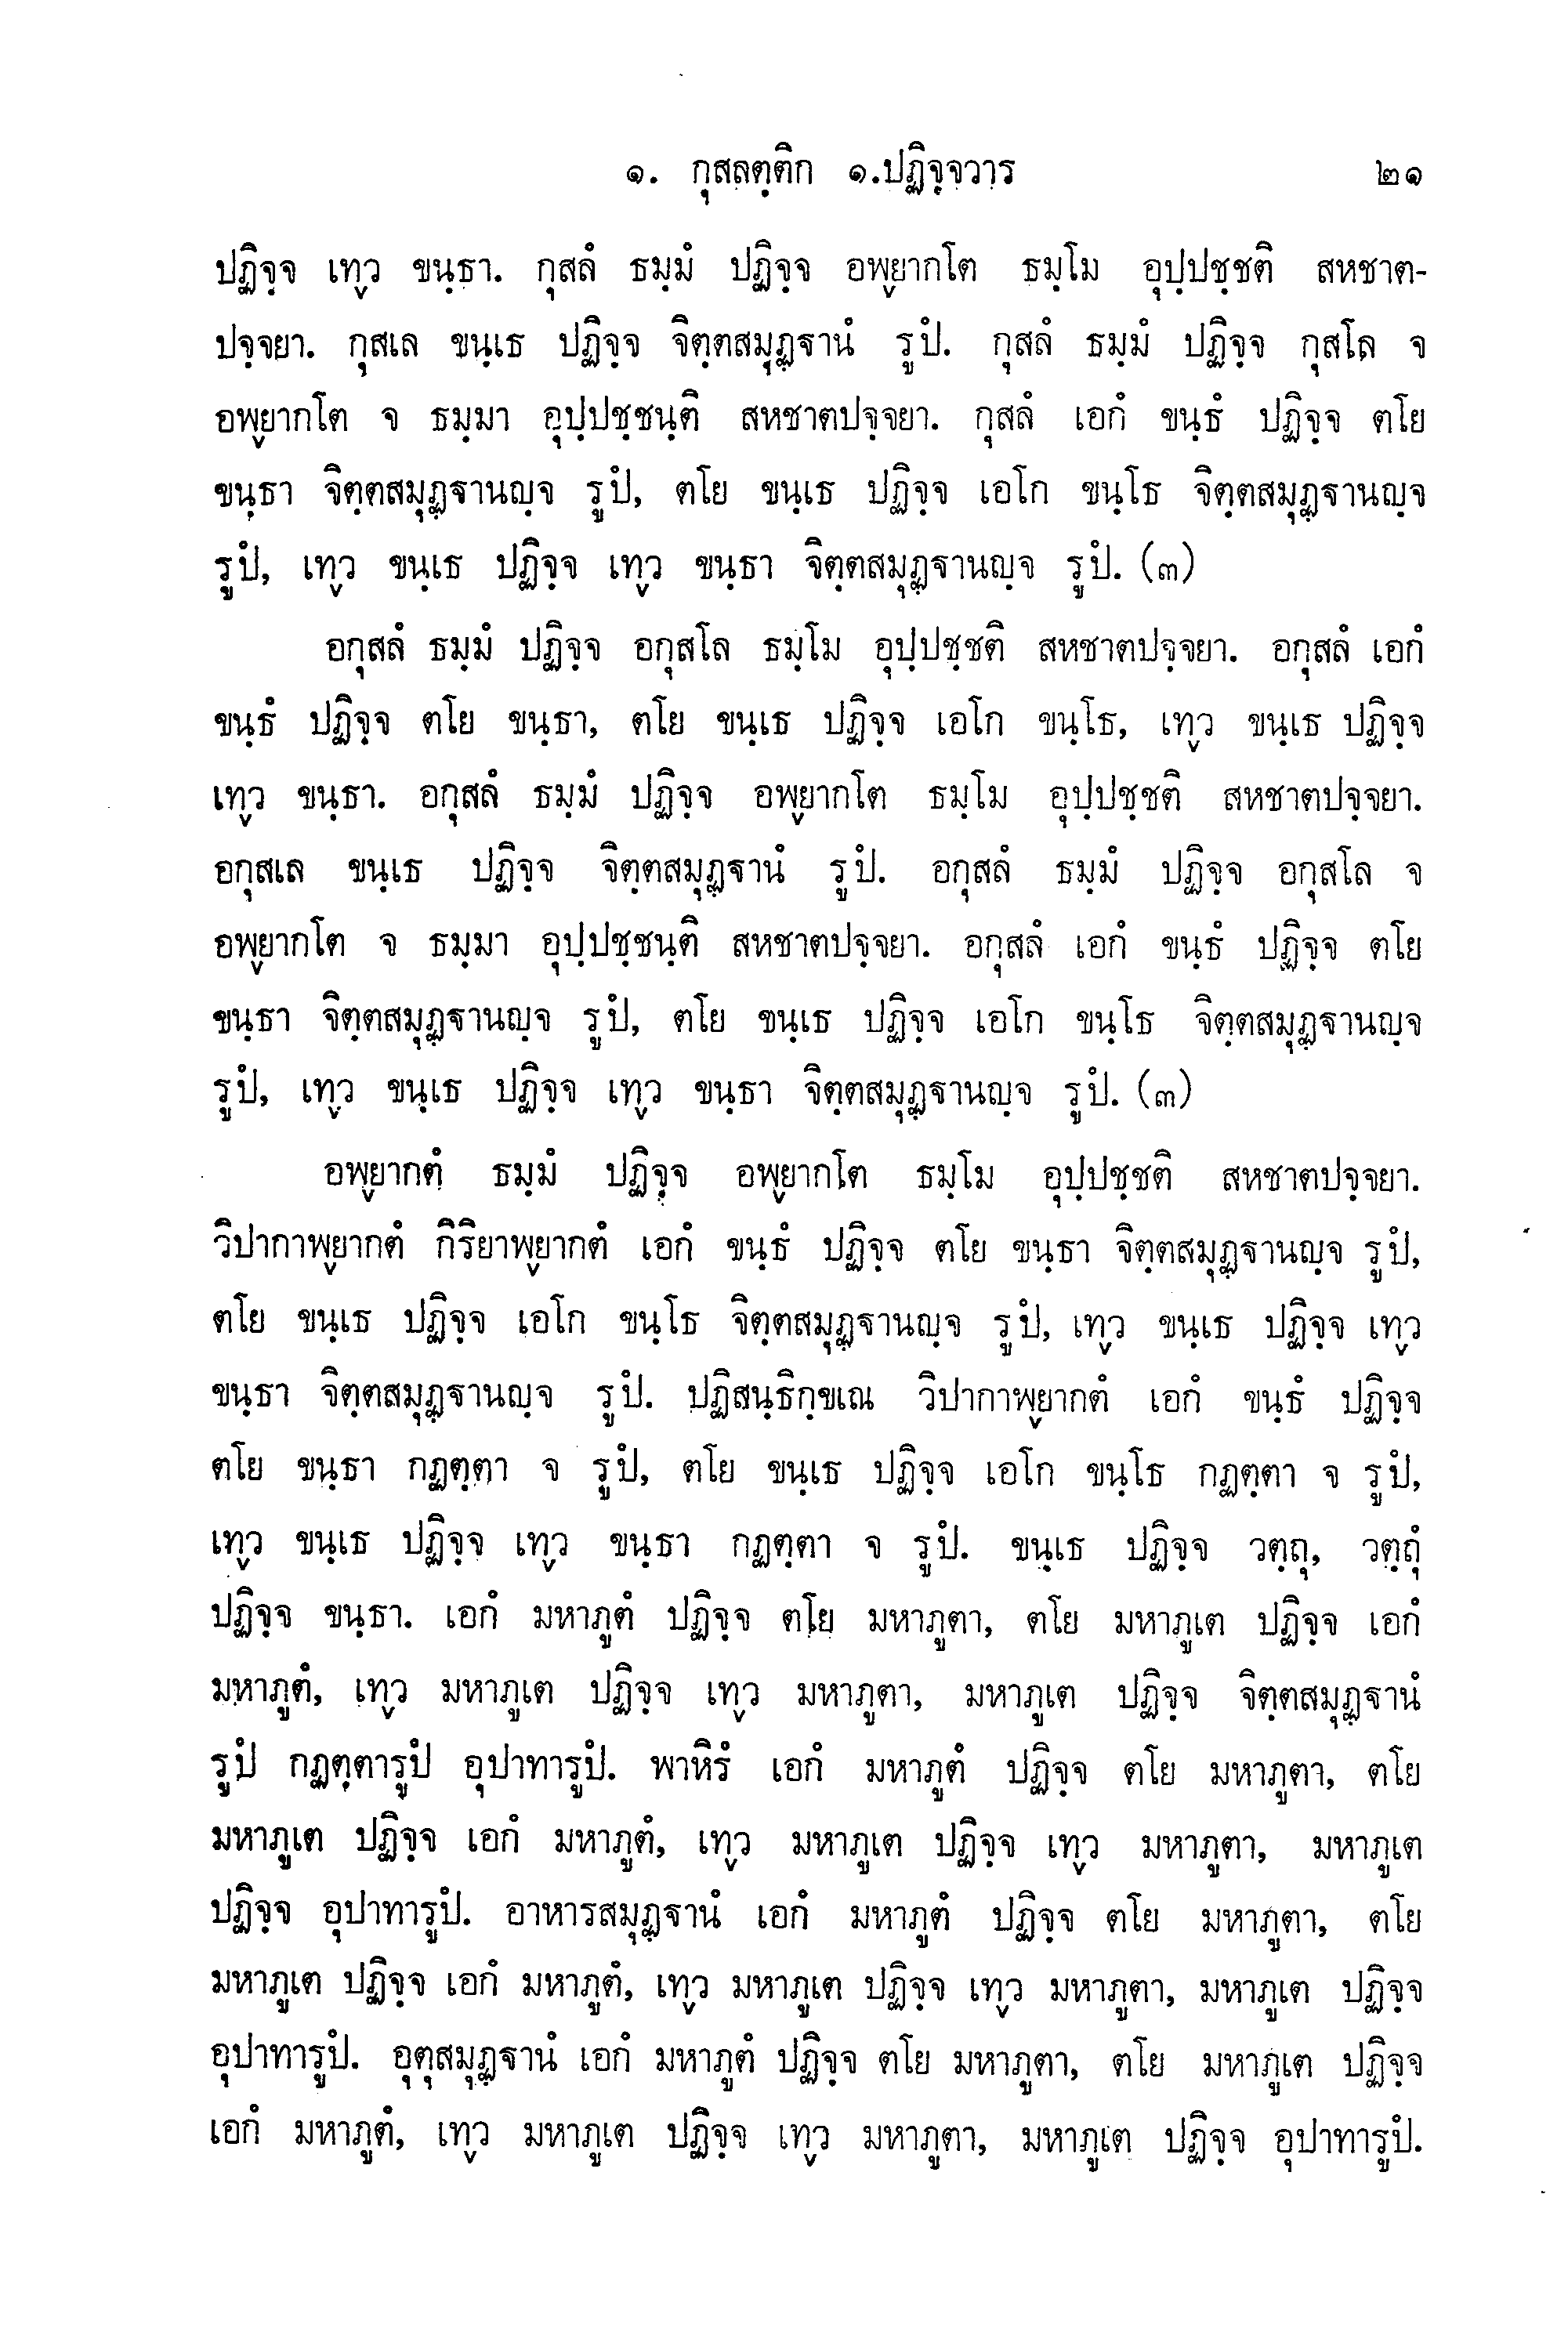 ๑. กุสลตฺติก ๑.ปฏิจฺจวาร ๒๑
ปฏิจฺจ เทฺว ขนฺธา. กุสลํ ธมฺมํ ปฏิจฺจ อพฺยากโต ธมฺโม อุปฺปชฺชติ สหชาต-
ปจฺจยา. กุสเล ขนฺเธ ปฏิจฺจ จิตฺตสมุฏฺฐานํ รูปํ. กุสลํ ธมฺมํ ปฏิจฺจ กุสโล จ
อพฺยากโต จ ธมฺมา อุปฺปชฺชนฺติ สหชาตปจฺจยา. กุสลํ เอกํ ขนฺธํ ปฏิจฺจ ตโย
ขนฺธา จิตฺตสมุฏฺฐานญฺจ รูปํ, ตโย ขนฺเธ ปฏิจฺจ เอโก ขนฺโธ จิตฺตสมุฏฺฐานญฺจ
รูปํ, เทฺว ขนฺเธ ปฏิจฺจ เทฺว ขนฺธา จิตฺตสมุฏฺฐานญฺจ รูปํ. (๓)
อกุสลํ ธมฺมํ ปฏิจฺจ อกุสโล ธมฺโม อุปฺปชฺชติ สหชาตปจฺจยา. อกุสลํ เอกํ
ขนฺธํ ปฏิจฺจ ตโย ขนฺธา, ตโย ขนฺเธ ปฏิจฺจ เอโก ขนฺโธ, เทฺว ขนฺเธ ปฏิจฺจ
เทฺว ขนฺธา. อกุสลํ ธมฺมํ ปฏิจฺจ อพฺยากโต ธมฺโม อุปฺปชฺชติ สหชาตปจฺจยา.
อกุสเล ขนฺเธ ปฏิจฺจ จิตฺตสมุฏฺฐานํ รูปํ. อกุสลํ ธมฺมํ ปฏิจฺจ อกุสโล จ
อพฺยากโต จ ธมฺมา อุปฺปชฺชนฺติ สหชาตปจฺจยา. อกุสลํ เอกํ ขนฺธํ ปฏิจฺจ ตโย
ขนฺธา จิตฺตสมุฏฺฐานญฺจ รูปํ, ตโย ขนฺเธ ปฏิจฺจ เอโก ขนฺโธ จิตฺตสมุฏฺฐานญฺจ
รูปํ, เทฺว ขนฺเธ ปฏิจฺจ เทฺว ขนฺธา จิตฺตสมุฏฺฐานญฺจ รูปํ. (๓)
อพฺยากตํ ธมฺมํ ปฏิจฺจ อพฺยากโต ธมฺโม อุปฺปชฺชติ สหชาตปจฺจยา.
วิปากาพฺยากตํ กิริยาพฺยากตํ เอกํ ขนฺธํ ปฏิจฺจ ตโย ขนฺธา จิตฺตสมุฏฺฐานญฺจ รูปํ,
ตโย ขนฺเธ ปฏิจฺจ เอโก ขนฺโธ จิตฺตสมุฏฺฐานญฺจ รูปํ, เทฺว ขนฺเธ ปฏิจฺจ เทฺว
ขนฺธา จิตฺตสมุฏฺฐานญฺจ รูปํ. ปฏิสนฺธิกฺขเณ วิปากาพฺยากตํ เอกํ ขนฺธํ ปฏิจฺจ
ตโย ขนฺธา กฏตฺตา จ รูปํ, ตโย ขนฺเธ ปฏิจฺจ เอโก ขนฺโธ กฏตฺตา จ รูปํ,
เทฺว ขนฺเธ ปฏิจฺจ เทฺว ขนฺธา กฏตฺตา จ รูปํ. ขนฺเธ ปฏิจฺจ วตฺถุ, วตฺถุํ
ปฏิจฺจ ขนฺธา. เอกํ มหาภูตํ ปฏิจฺจ ตโย มหาภูตา, ตโย มหาภูเต ปฏิจฺจ เอกํ
มหาภูตํ, เทฺว มหาภูเต ปฏิจฺจ เทฺว มหาภูตา, มหาภูเต ปฏิจฺจ จิตฺตสมุฏฺฐานํ
รูปํ กฏตฺตารูปํ อุปาทารูปํ. พาหิรํ เอกํ มหาภูตํ ปฏิจฺจ ตโย มหาภูตา, ตโย
มหาภูเต ปฏิจฺจ เอกํ มหาภูตํ, เทฺว มหาภูเต ปฏิจฺจ เทฺว มหาภูตา, มหาภูเต
ปฏิจฺจ อุปาทารูปํ. อาหารสมุฏฺฐานํ เอกํ มหาภูตํ ปฏิจฺจ ตโย มหาภูตา, ตโย
มหาภูเต ปฏิจฺจ เอกํ มหาภูตํ, เทฺว มหาภูเต ปฏิจฺจ เทฺว มหาภูตา, มหาภูเต ปฏิจฺจ
อุปาทารูปํ. อุตุสมุฏฺฐานํ เอกํ มหาภูตํ ปฏิจฺจ ตโย มหาภูตา, ตโย มหาภูเต ปฏิจฺจ
เอกํ มหาภูตํ, เทฺว มหาภูเต ปฏิจฺจ เทฺว มหาภูตา, มหาภูเต ปฏิจฺจ อุปาทารูปํ.